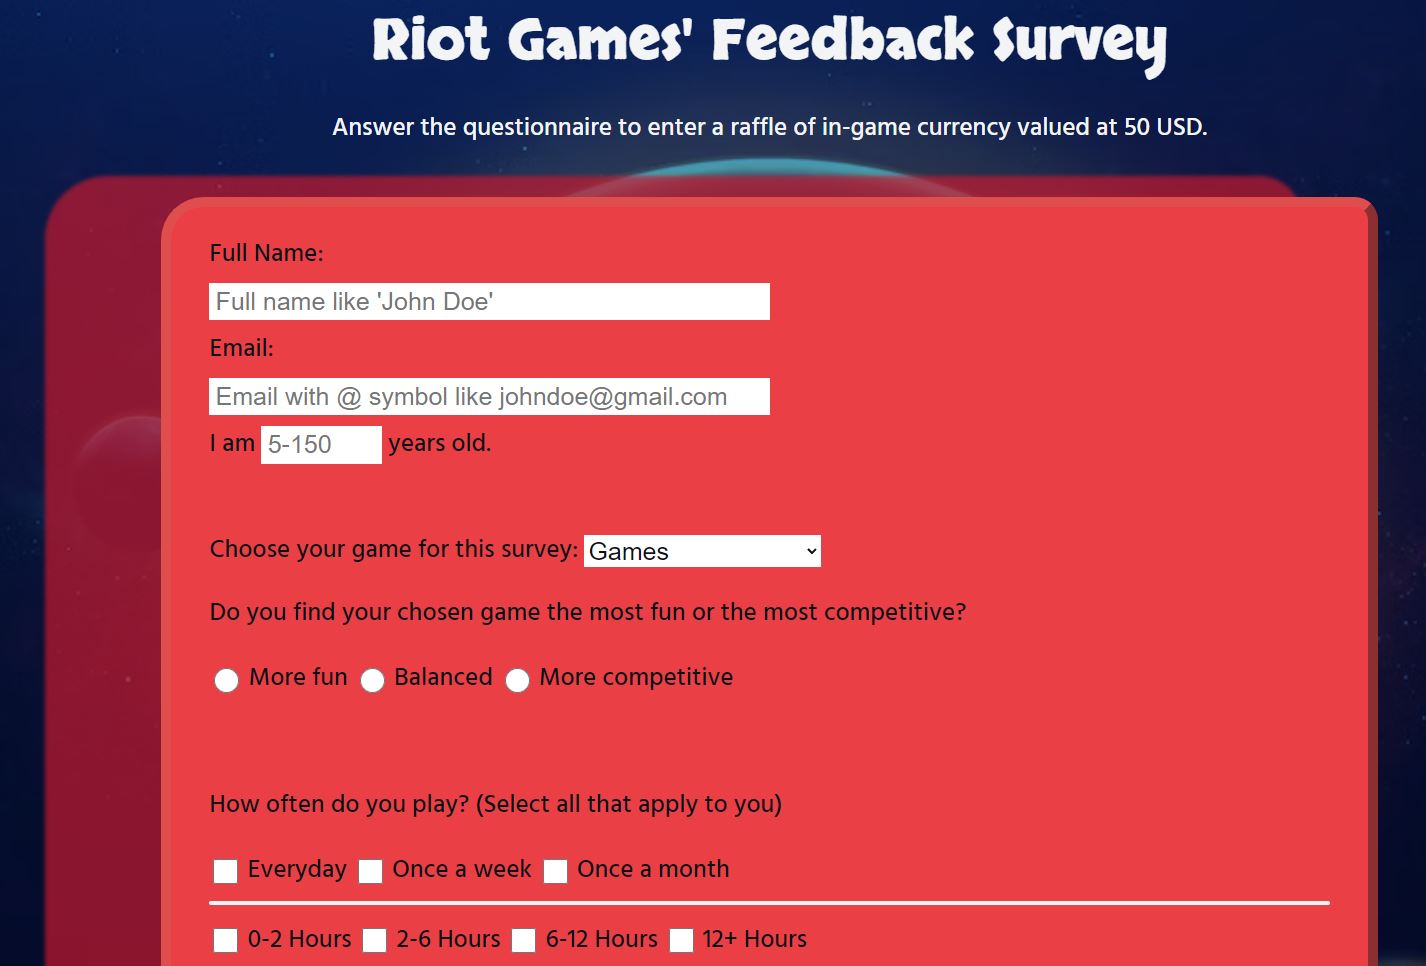 Riot Games' Feedback Survey
Answer the questionnaire to enter a raffle of in-game currency valued at 50 USD.
Full Name:
Full name like 'John Doe'
Email:
Email with @ symbol like johndoe@gmail.com
I am 5-150 years old.
Choose your game for this survey: Games
Do you find your chosen game the most fun or the most competitive?
More fun Balanced More competitive
How often do you play? (Select all that apply to you)
Everyday Once a week Once a month
0-2 Hours 2-6 Hours 6-12 Hours 12+ Hours